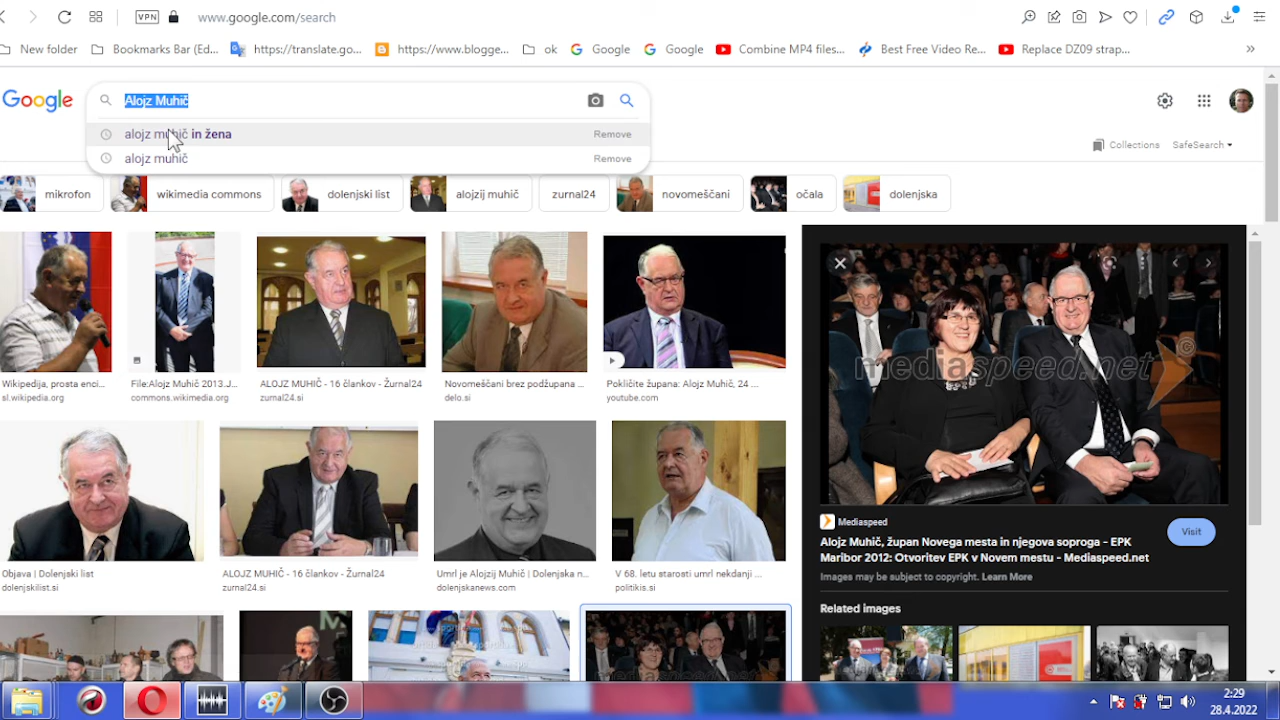 VPN
www.google.com/search
New folder
Bookmarks Bar (Ed...
https://translate.go...
https://www.blogge...
ok
Google
Google
Combine MP4 files...
Best Free Video Re...
Replace DZ09 strap...
Google
Alojz Muhič
alojz muhič in žena
Remove
alojz muhič
Remove
Collections
SafeSearch
mikrofon
wikimedia commons
dolenjski list
alojzij muhič
zurnal24
novomeščani
očala
dolenjska
Wikipedija, prosta enci...
sl.wikipedia.org
File:Alojz Muhič 2013.J...
commons.wikimedia.org
ALOJZ MUHIČ - 16 člankov - Žurnal24
zurnal24.si
Novomeščani brez podžupana ...
delo.si
Pokličite župana: Alojz Muhič, 24 ...
youtube.com
Objava | Dolenjski list
dolenjskilist.si
ALOJZ MUHIČ - 16 člankov - Žurnal24
zurnal24.si
Umrl je Alojzij Muhič | Dolenjska n...
dolenjskanews.com
V 68. letu starosti umrl nekdanji ...
politikis.si
mediaspeed.net
Mediaspeed
Visit
Alojz Muhič, župan Novega mesta in njegova soproga - EPK
Maribor 2012: Otvoritev EPK v Novem mestu - Mediaspeed.net
Images may be subject to copyright. Learn More
Related images
2:29
28.4.2022